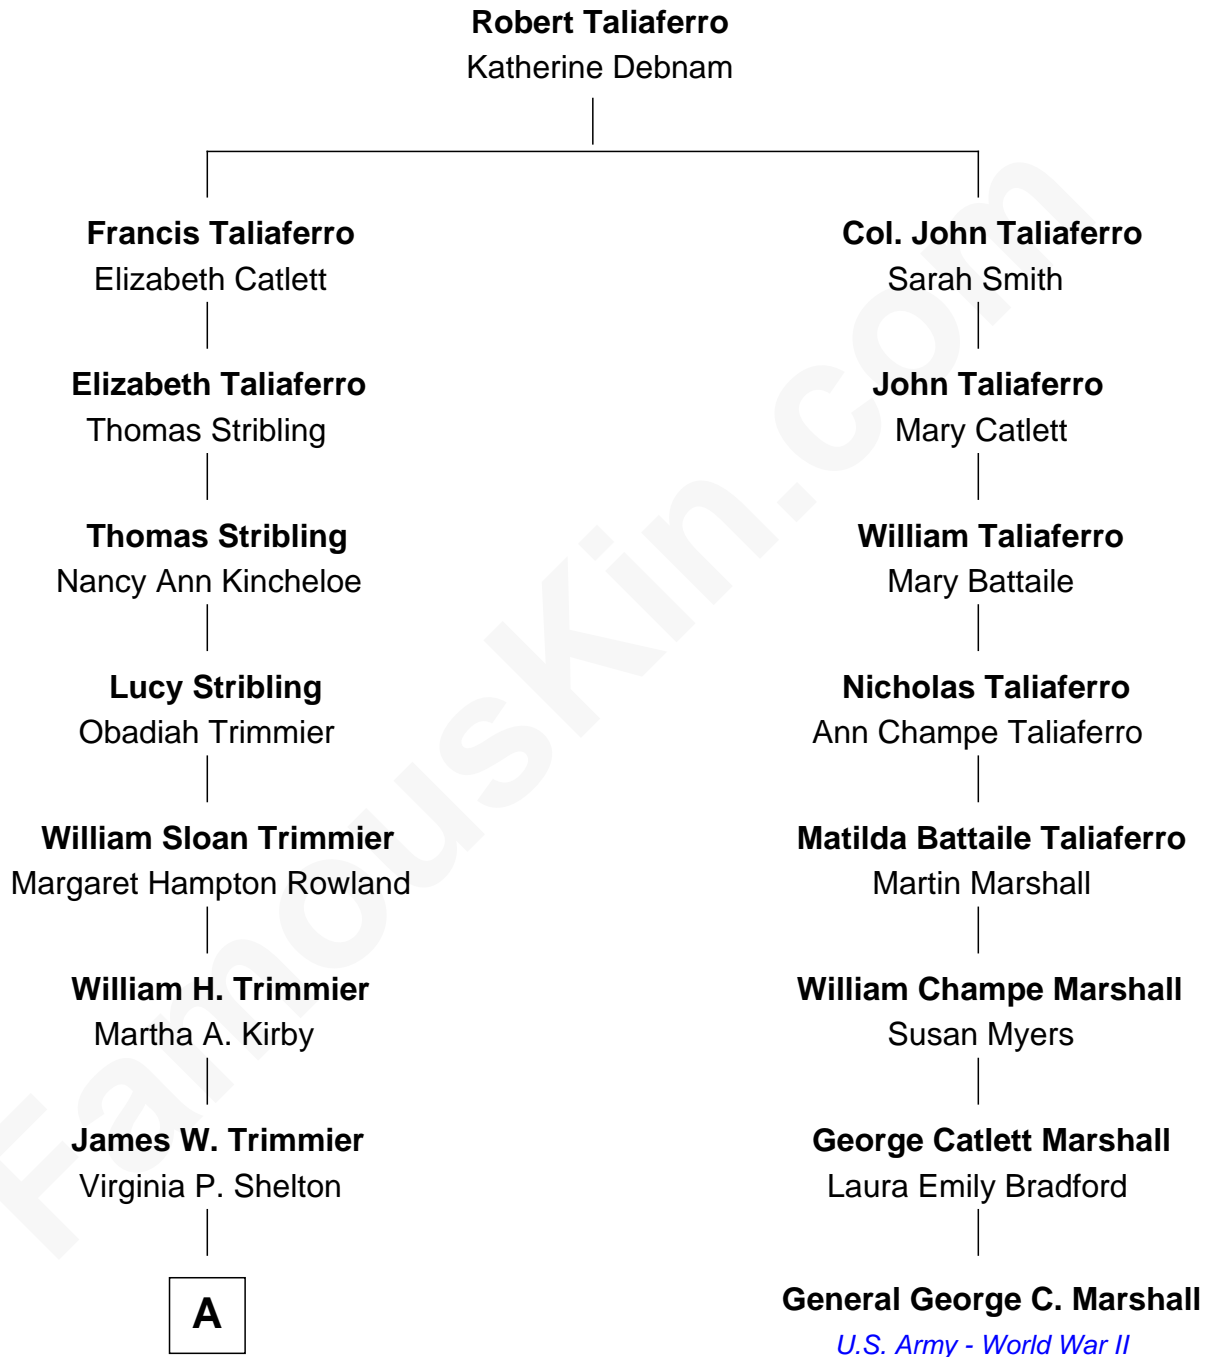 Robert Taliaferro
Katherine Debnam
Francis Taliaferro
Elizabeth Catlett
Col. John Taliaferro
Sarah Smith
Elizabeth Taliaferro
Thomas Stribling
John Taliaferro
Mary Catlett
Thomas Stribling
Nancy Ann Kincheloe
William Taliaferro
Mary Battaile
Lucy Stribling
Obadiah Trimmier
Nicholas Taliaferro
Ann Champe Taliaferro
William Sloan Trimmier
Margaret Hampton Rowland
Matilda Battaile Taliaferro
Martin Marshall
William H. Trimmier
Martha A. Kirby
William Champe Marshall
Susan Myers
James W. Trimmier
Virginia P. Shelton
George Catlett Marshall
Laura Emily Bradford
A
General George C. Marshall
U.S. Army - World War II
FamousKin.com